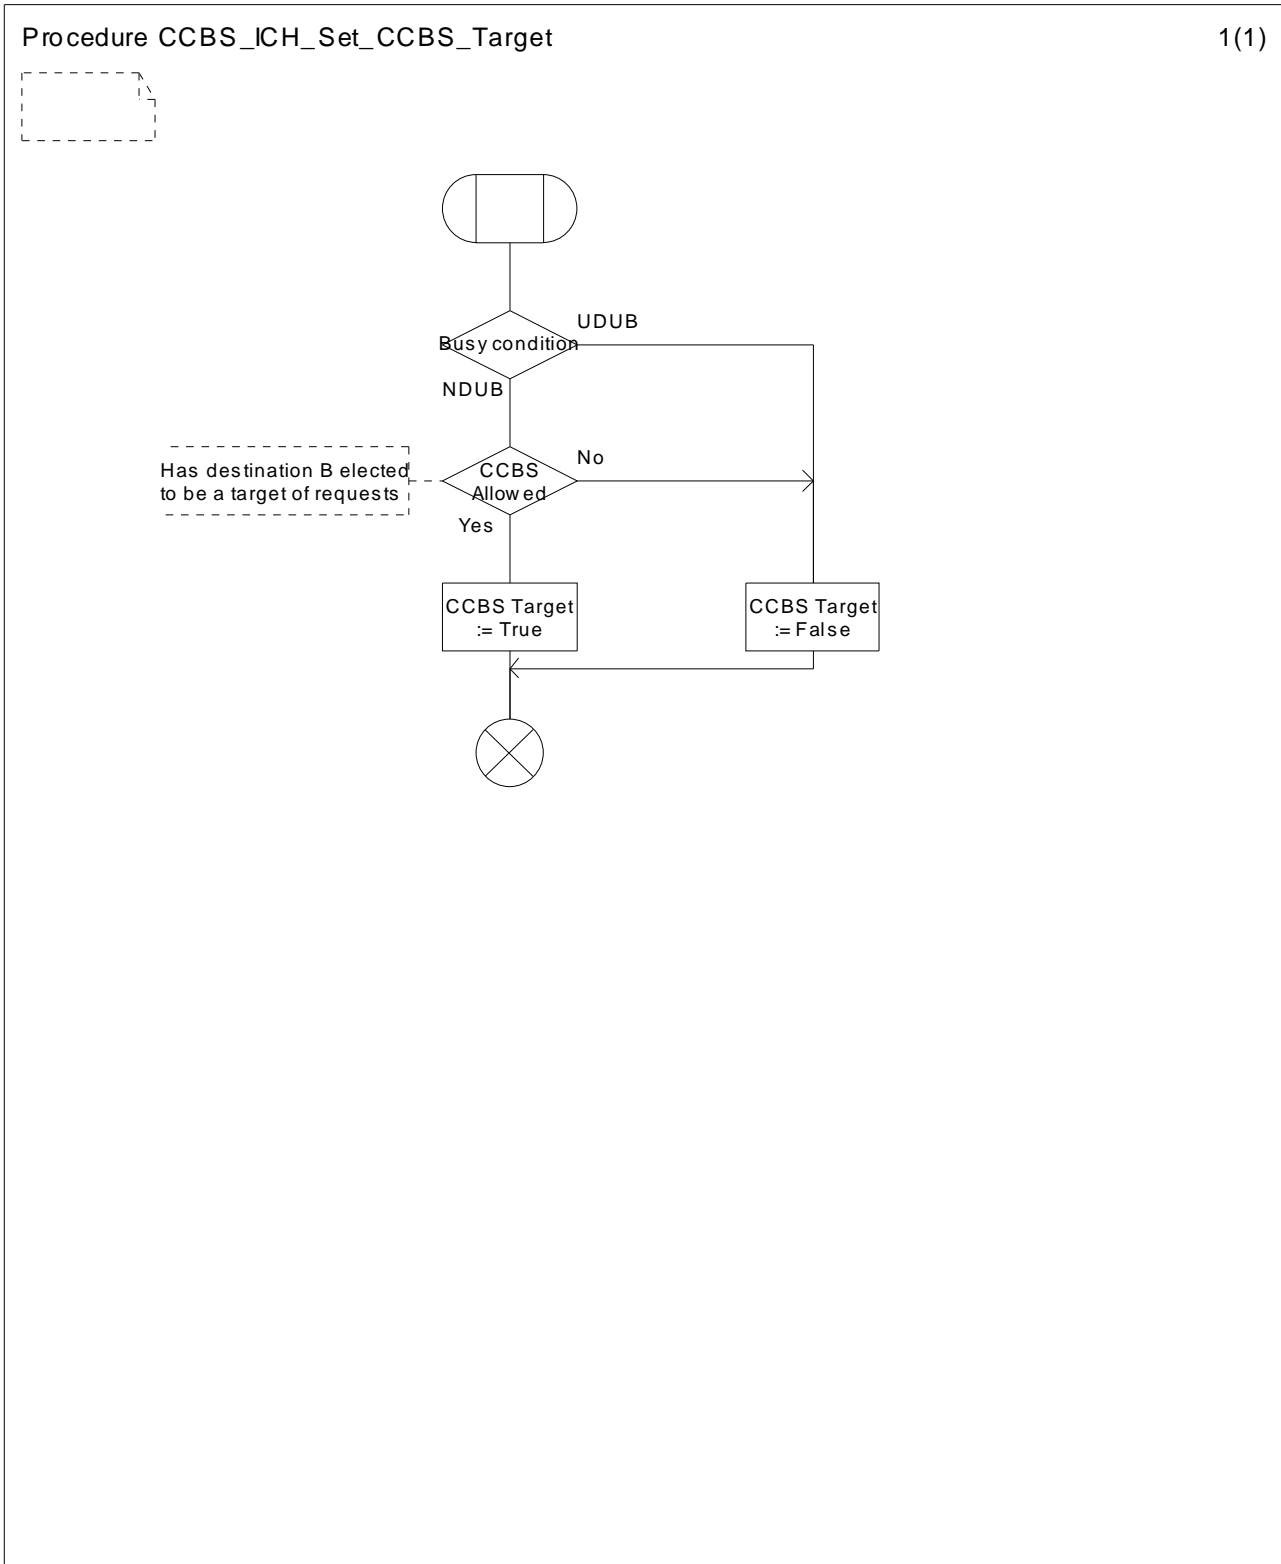 Procedure CCBS_ICH_Set_CCBS_Target
1(1)
UDUB
Busy condition
NDUB
No
Has destination B elected
to be a target of requests
CCBS
Allowed
Yes
CCBS Target
:= True
CCBS Target
:= False